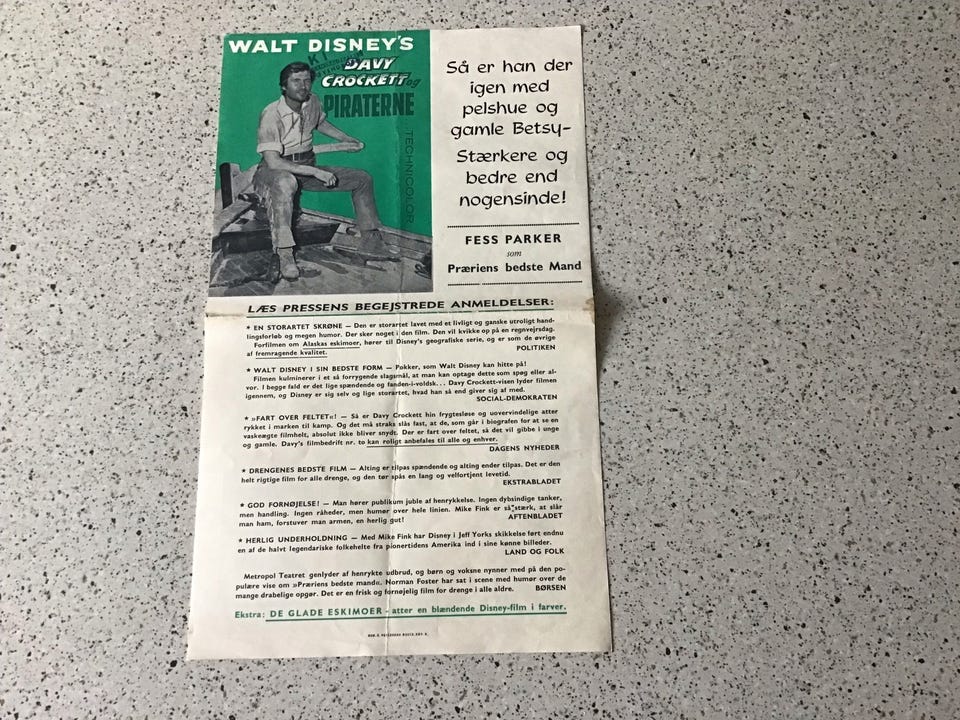 WALT DISNEY'S
DAVY
CROCKETT og
PIRATERNE
TECHNICOLOR
Så er han der
igen med
pelshue og
gamle Betsy-
Stærkere og
bedre end
nogensinde!
FESS PARKER
som
Præriens bedste Mand
LÆS PRESSENS BEGEJSTREDE ANMELDELSER:
★ EN STORARTET SKRØNE — Den er storartet lavet med et livligt og ganske utroligt hand-
lingsforløb og megen humor. Der sker noget i den film. Den vil kvikke op på en regnvejrsdag.
Forfilmen om Alaskas eskimoer, hører til Disney's geografiske serie, og er som de øvrige
af fremragende kvalitet.
POLITIKEN
★ WALT DISNEY I SIN BEDSTE FORM — Pokker, som Walt Disney kan hitte på!
Filmen kulminerer i et så forrygende slagsmål, at man kan optage dette som spøg eller al-
vor. I begge fald er det lige spændende og fanden-i-voldsk... Davy Crockett-visen lyder filmen
igennem, og Disney er sig selv og lige storartet, hvad han så end giver sig af med.
SOCIAL-DEMOKRATEN
★ »FART OVER FELTET«! — Så er Davy Crockett hin frygtesløse og uovervindelige atter
rykket i marken til kamp. Og det må straks slås fast, at de, som går i biografen for at se en
vaskeægte filmhelt, absolut ikke bliver snydt. Der er fart over feltet, så det vil gibbe i unge
og gamle. Davy's filmbedrift nr. to kan roligt anbefales til alle og enhver.
DAGENS NYHEDER
★ DRENGENES BEDSTE FILM — Alting er tilpas spændende og alting ender tilpas. Det er den
helt rigtige film for alle drenge, og den tør spås en lang og velfortjent levetid.
EKSTRABLADET
★ GOD FORNØJELSE! — Man hører publikum juble af henrykkelse. Ingen dybsindige tanker,
men handling. Ingen råheder, men humør over hele linien. Mike Fink er så stærk, at slår
man ham, forstuver man armen, en herlig gut!
AFTENBLADET
★ HERLIG UNDERHOLDNING — Med Mike Fink har Disney i Jeff Yorks skikkelse ført endnu
en af de halvt legendariske folkehelte fra pionertidens Amerika ind i sine kønne billeder.
LAND OG FOLK
Metropol Teatret genlyder af henrykte udbrud, og børn og voksne nynner med på den po-
pulære vise om »Præriens bedste mand«. Norman Foster har sat i scene med humor over de
mange drabelige opgør. Det er en frisk og fornøjelig film for drenge i alle aldre.
BØRSEN
Ekstra: DE GLADE ESKIMOER - atter en blændende Disney-film i farver.